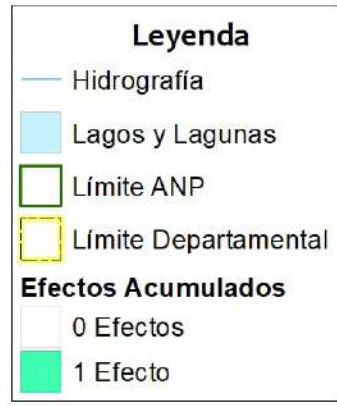 Leyenda
Hidrografía
Lagos y Lagunas
Límite ANP
Límite Departamental
Efectos Acumulados
0 Efectos
1 Efecto